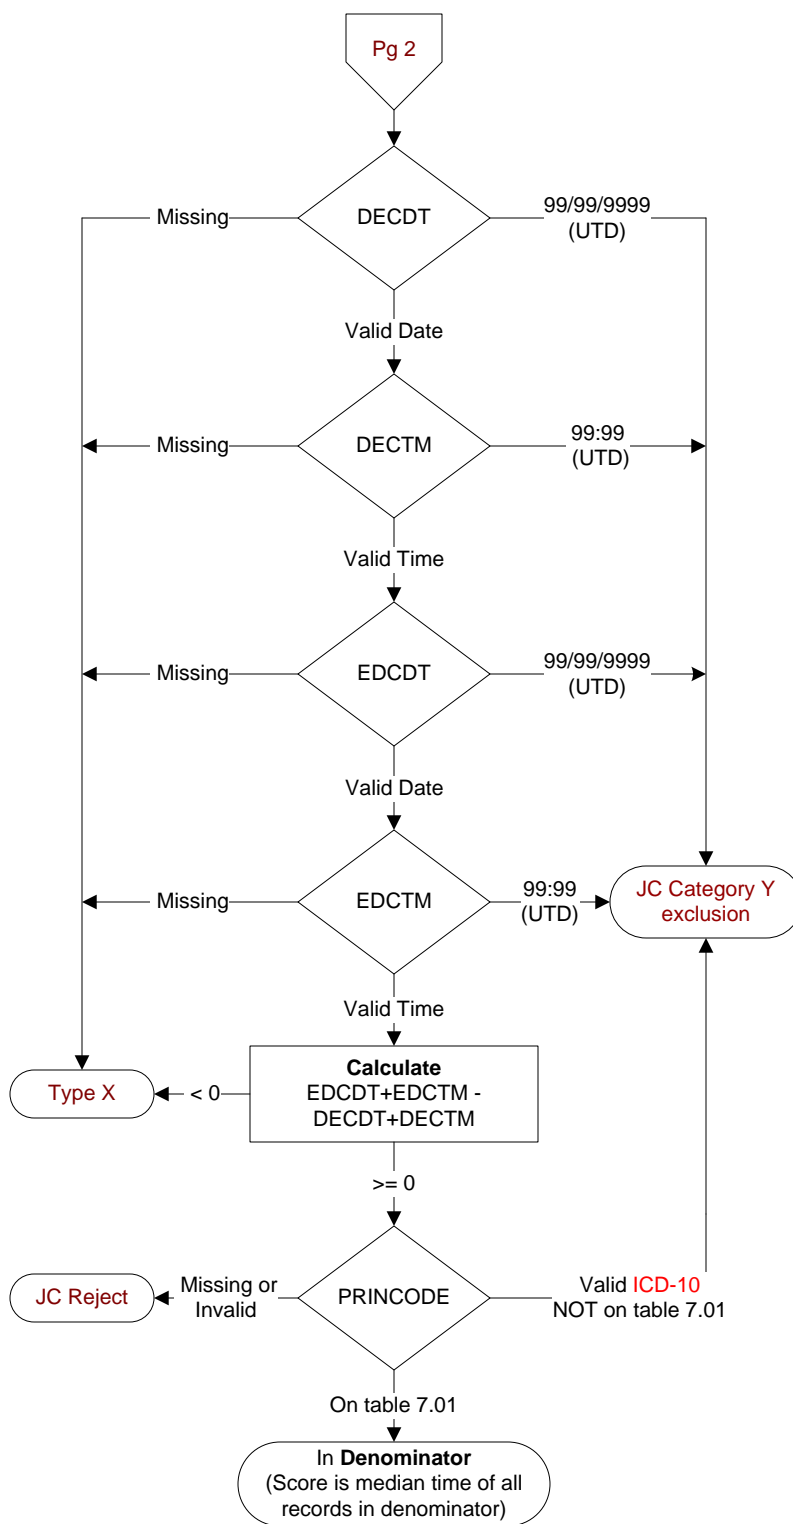 Pg 2
DECDT
Missing
99/99/9999
(UTD)
Valid Date
DECTM
Missing
99:99
(UTD)
Valid Time
EDCDT
Missing
99/99/9999
(UTD)
Valid Date
EDCTM
Missing
99:99
(UTD)
JC Category Y
exclusion
Valid Time
Calculate
EDCDT+EDCTM -
DECDT+DECTM
< 0
Type X
>= 0
PRINCODE
Missing or
Invalid
JC Reject
Valid ICD-10
NOT on table 7.01
On table 7.01
In Denominator
(Score is median time of all
records in denominator)